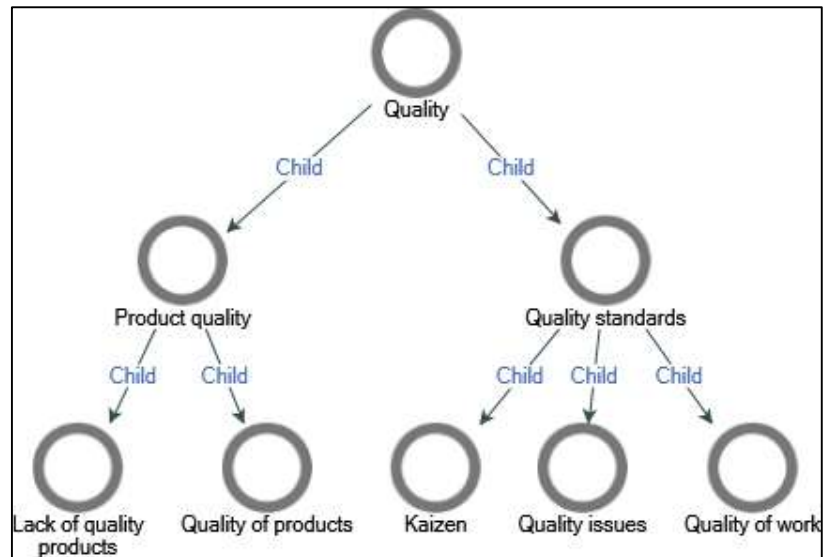 Quality
Child
Child
Product quality
Quality standards
Child
Child
Child
Child
Child
Lack of quality
products
Quality of products
Kaizen
Quality issues
Quality of work